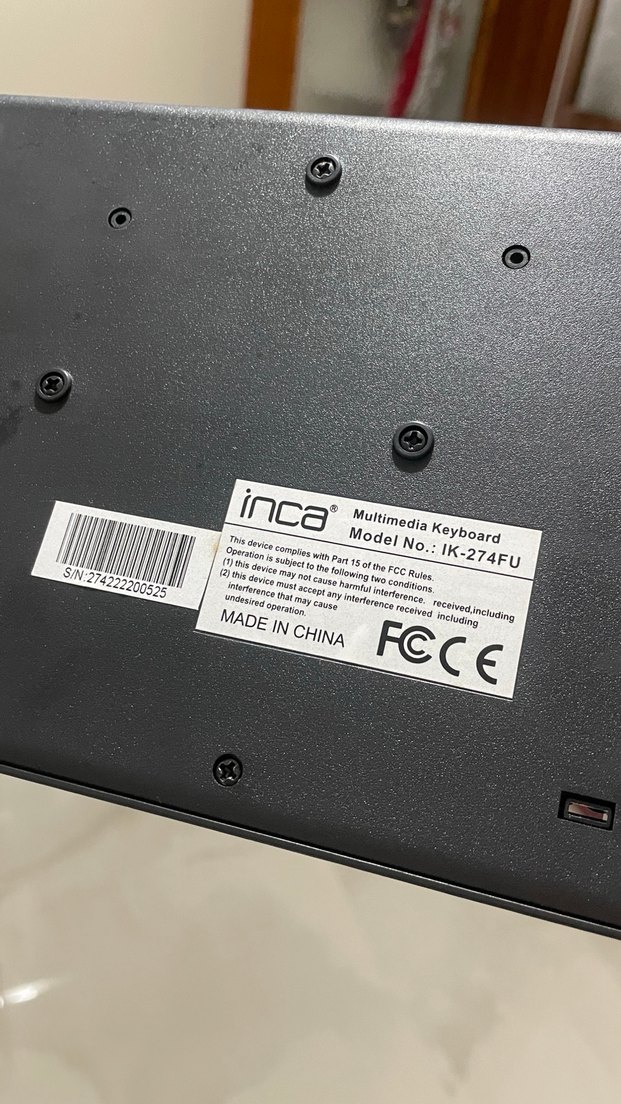 inca®
Multimedia Keyboard
Model No.: IK-274FU
This device complies with Part 15 of the FCC Rules.
Operation is subject to the following two conditions.
(1) this device may not cause harmful interference. received,including
(2) this device must accept any interference received including
interference that may cause
undesired operation.
MADE IN CHINA
FC CE
S/N:274222200525